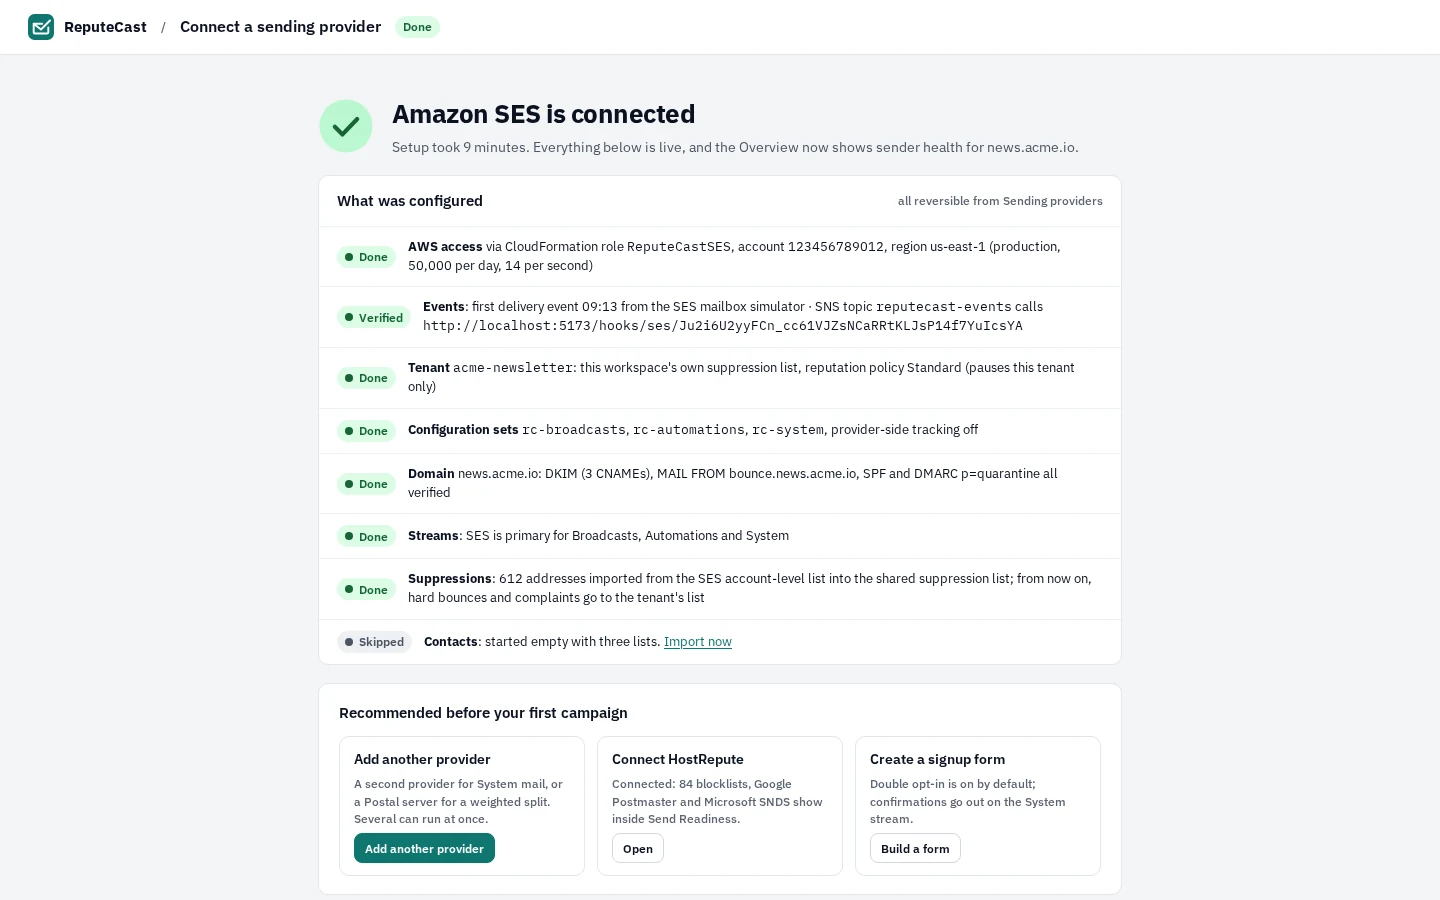 ReputeCast / Connect a sending provider Done
Amazon SES is connected
Setup took 9 minutes. Everything below is live, and the Overview now shows sender health for news.acme.io.
What was configured all reversible from Sending providers
Done AWS access via CloudFormation role ReputeCastSES, account 123456789012, region us-east-1 (production,
50,000 per day, 14 per second)
Verified Events: first delivery event 09:13 from the SES mailbox simulator · SNS topic reputecast-events calls
http://localhost:5173/hooks/ses/Ju2i6U2yyFCn_cc61VJZsNCaRRtKLJsP14f7YuIcsYA
Done Tenant acme-newsletter: this workspace's own suppression list, reputation policy Standard (pauses this tenant
only)
Done Configuration sets rc-broadcasts, rc-automations, rc-system, provider-side tracking off
Done Domain news.acme.io: DKIM (3 CNAMEs), MAIL FROM bounce.news.acme.io, SPF and DMARC p=quarantine all
verified
Done Streams: SES is primary for Broadcasts, Automations and System
Done Suppressions: 612 addresses imported from the SES account-level list into the shared suppression list; from now on,
hard bounces and complaints go to the tenant's list
Skipped Contacts: started empty with three lists. Import now
Recommended before your first campaign
Add another provider
A second provider for System mail, or
a Postal server for a weighted split.
Several can run at once.
Add another provider
Connect HostRepute
Connected: 84 blocklists, Google
Postmaster and Microsoft SNDS show
inside Send Readiness.
Open
Create a signup form
Double opt-in is on by default;
confirmations go out on the System
stream.
Build a form